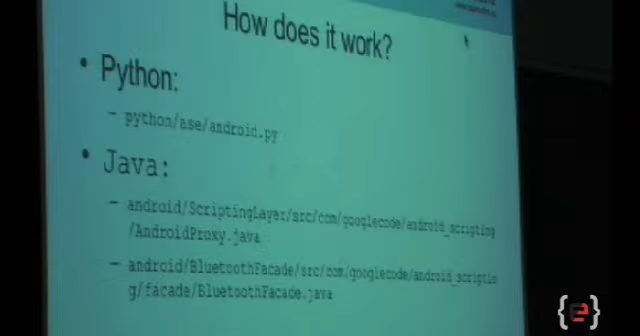 How does it work?
• Python:
– python/ase/android.py
• Java:
– android/ScriptingLayer/src/com/googlecode/android_scripting
/AndroidProxy.java
– android/BluetoothFacade/src/com/googlecode/android_scriptin
g/facade/BluetoothFacade.java